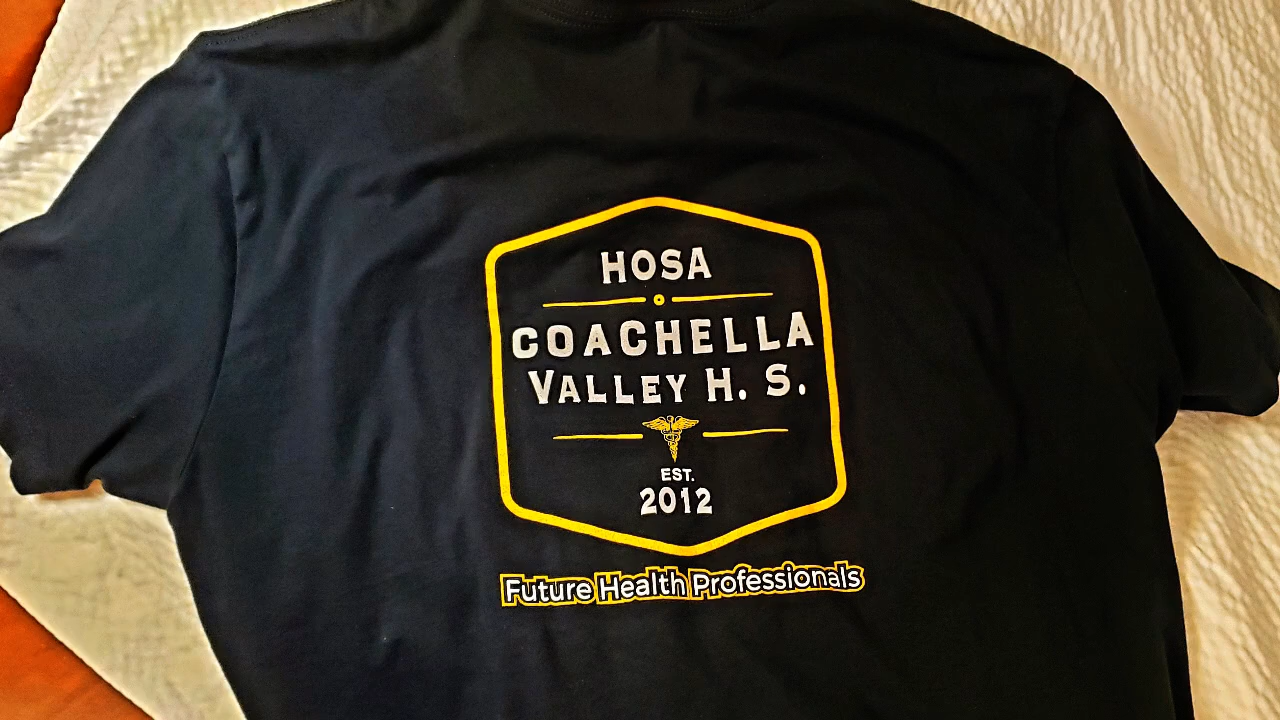 HOSA
COACHELLA
VALLEY H. S.
EST.
2012
Future Health Professionals